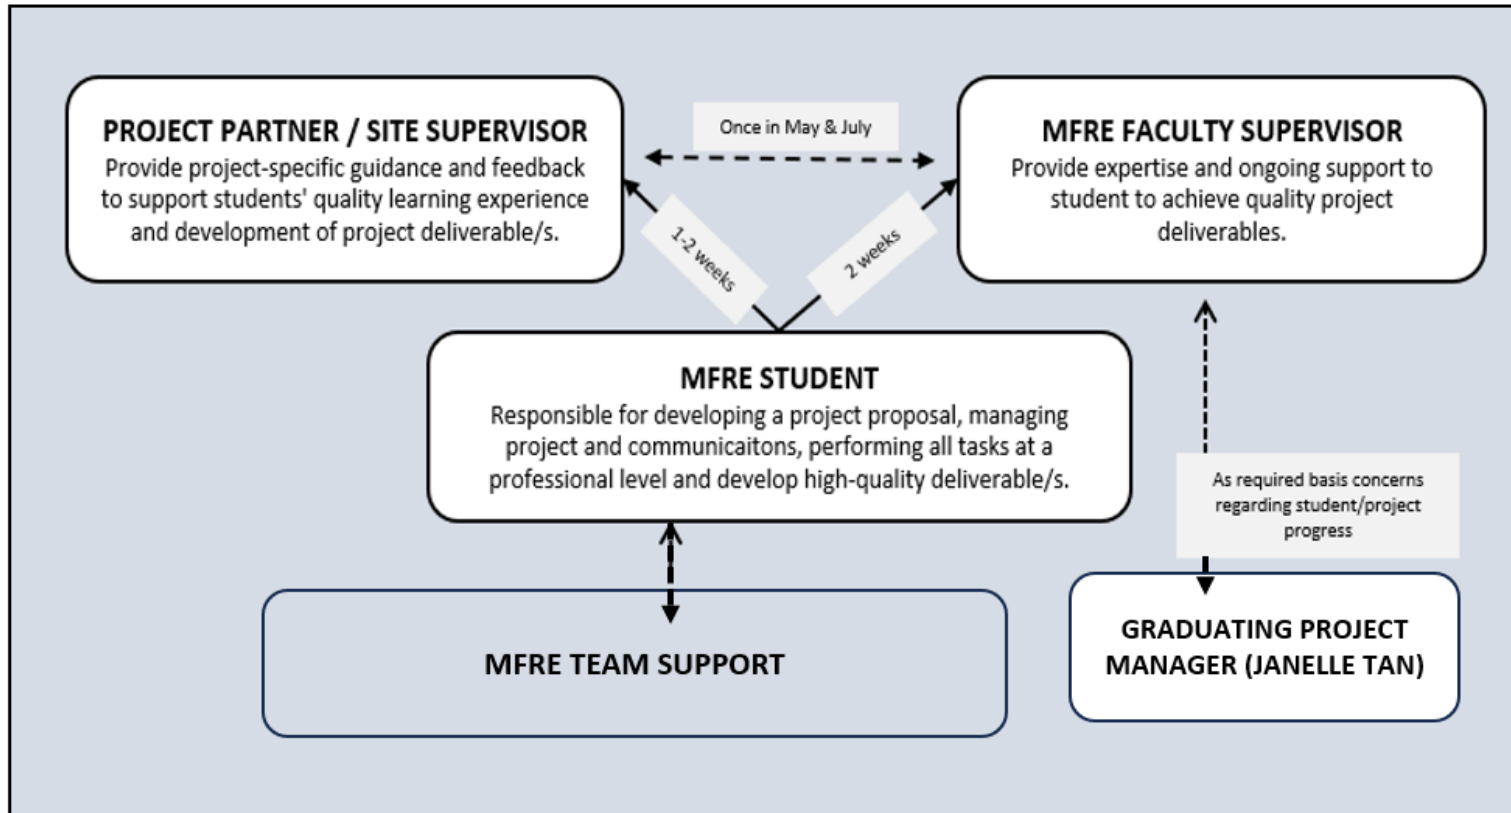 PROJECT PARTNER / SITE SUPERVISOR
Provide project-specific guidance and feedback
to support students' quality learning experience
and development of project deliverable/s.
Once in May & July
MFRE FACULTY SUPERVISOR
Provide expertise and ongoing support to
student to achieve quality project
deliverables.
1-2 weeks
2 weeks
MFRE STUDENT
Responsible for developing a project proposal, managing
project and communicaitons, performing all tasks at a
professional level and develop high-quality deliverable/s.
As required basis concerns
regarding student/project
progress
MFRE TEAM SUPPORT
GRADUATING PROJECT
MANAGER (JANELLE TAN)